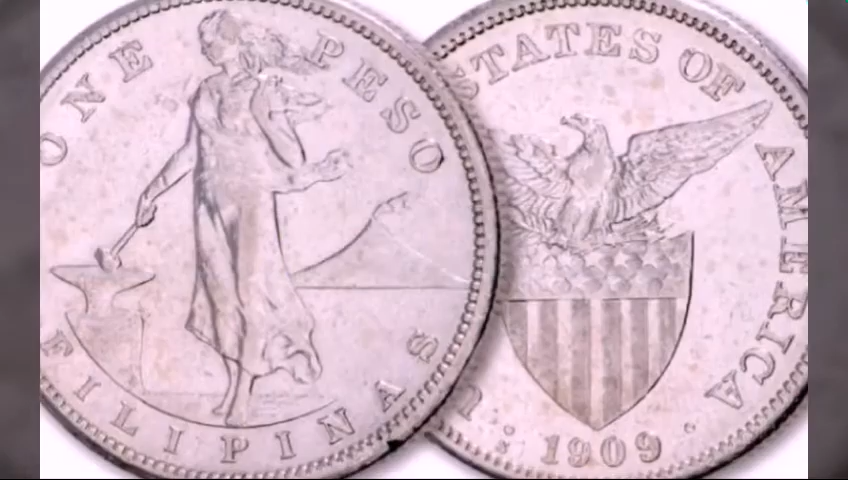 ONE PESO
FILIPINAS
STATES OF AMERICA
1909